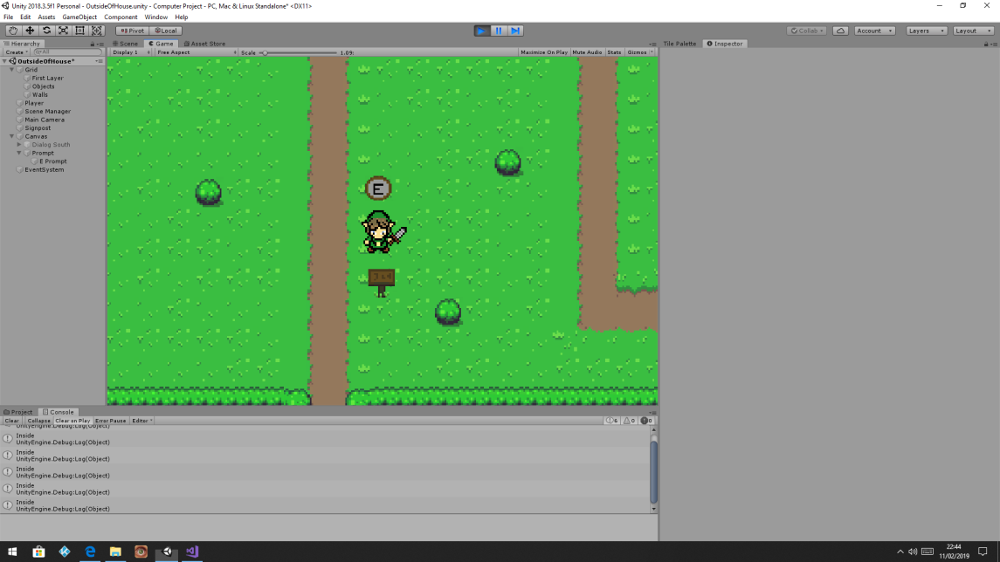 Unity 2018.3.5f1 Personal - OutsideOfHouse.unity - Computer Project - PC, Mac & Linux Standalone* <DX11>
File Edit Assets GameObject Component Window Help
Pivot Local Collab Account Layers Layout
Hierarchy Scene Game Asset Store Tile Palette Inspector
Create All Display 1 Free Aspect Scale 1.09: Maximize On Play Mute Audio Stats Gizmos
OutsideOfHouse*
Grid
First Layer
Objects
Walls
Player
Scene Manager
Main Camera
Signpost
Canvas
Dialog South
Prompt
E Prompt
EventSystem
E
Project Console
Clear Collapse Clear on Play Error Pause Editor 6 0 0
UnityEngine.Debug:Log(Object)
Inside
UnityEngine.Debug:Log(Object)
Inside
UnityEngine.Debug:Log(Object)
Inside
UnityEngine.Debug:Log(Object)
Inside
UnityEngine.Debug:Log(Object)
Inside
UnityEngine.Debug:Log(Object)
22:44
11/02/2019